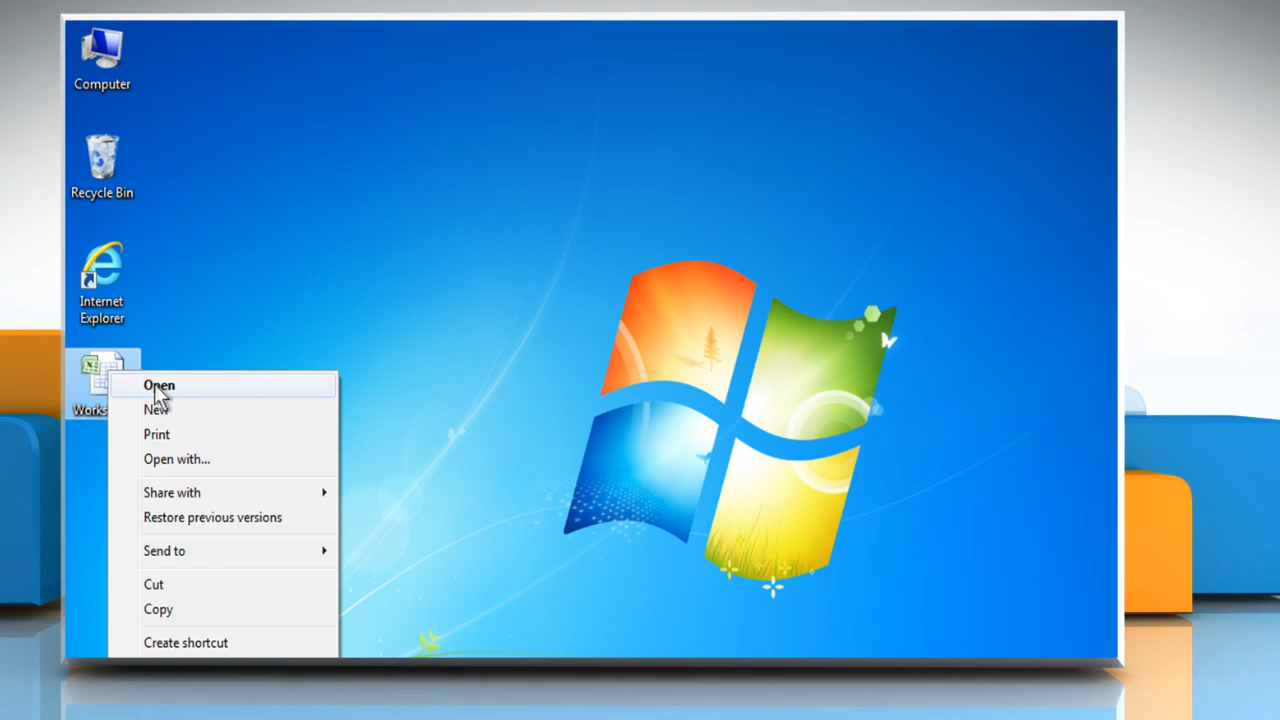 Computer
Recycle Bin
Internet
Explorer
Open
New
Print
Open with...
Share with
Restore previous versions
Send to
Cut
Copy
Create shortcut